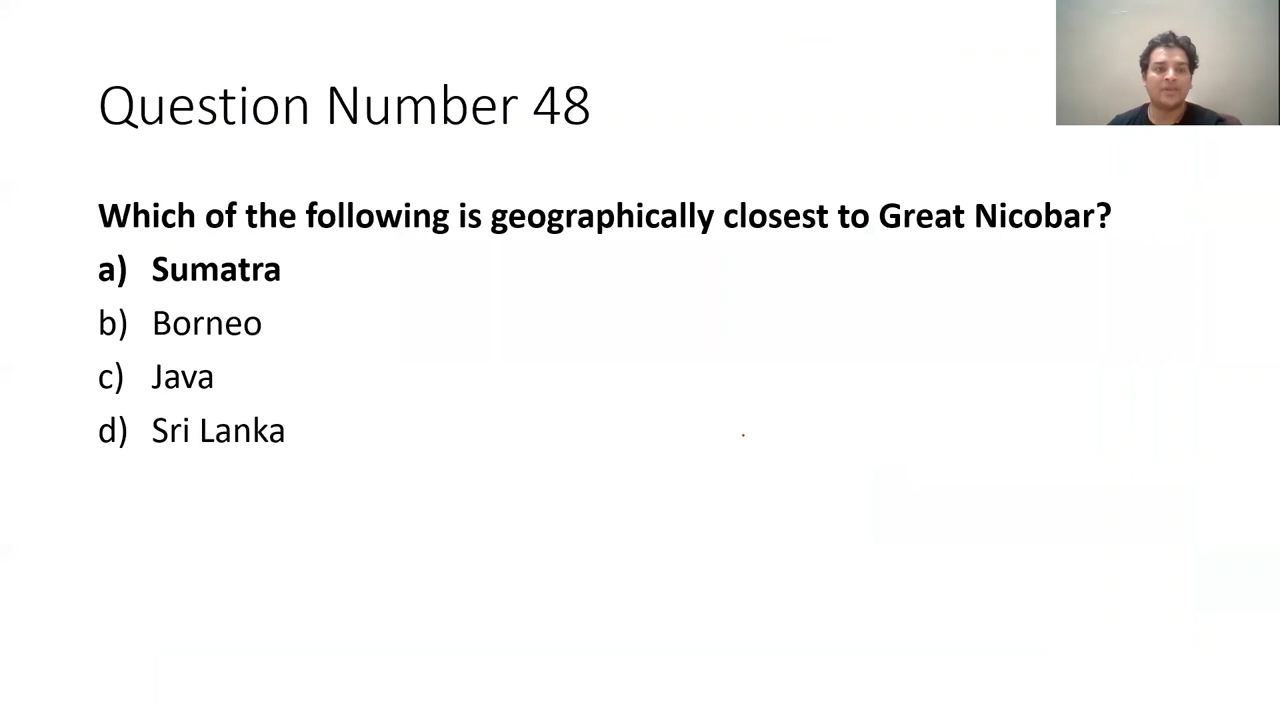 Question Number 48
Which of the following is geographically closest to Great Nicobar?
a) Sumatra
b) Borneo
c) Java
d) Sri Lanka